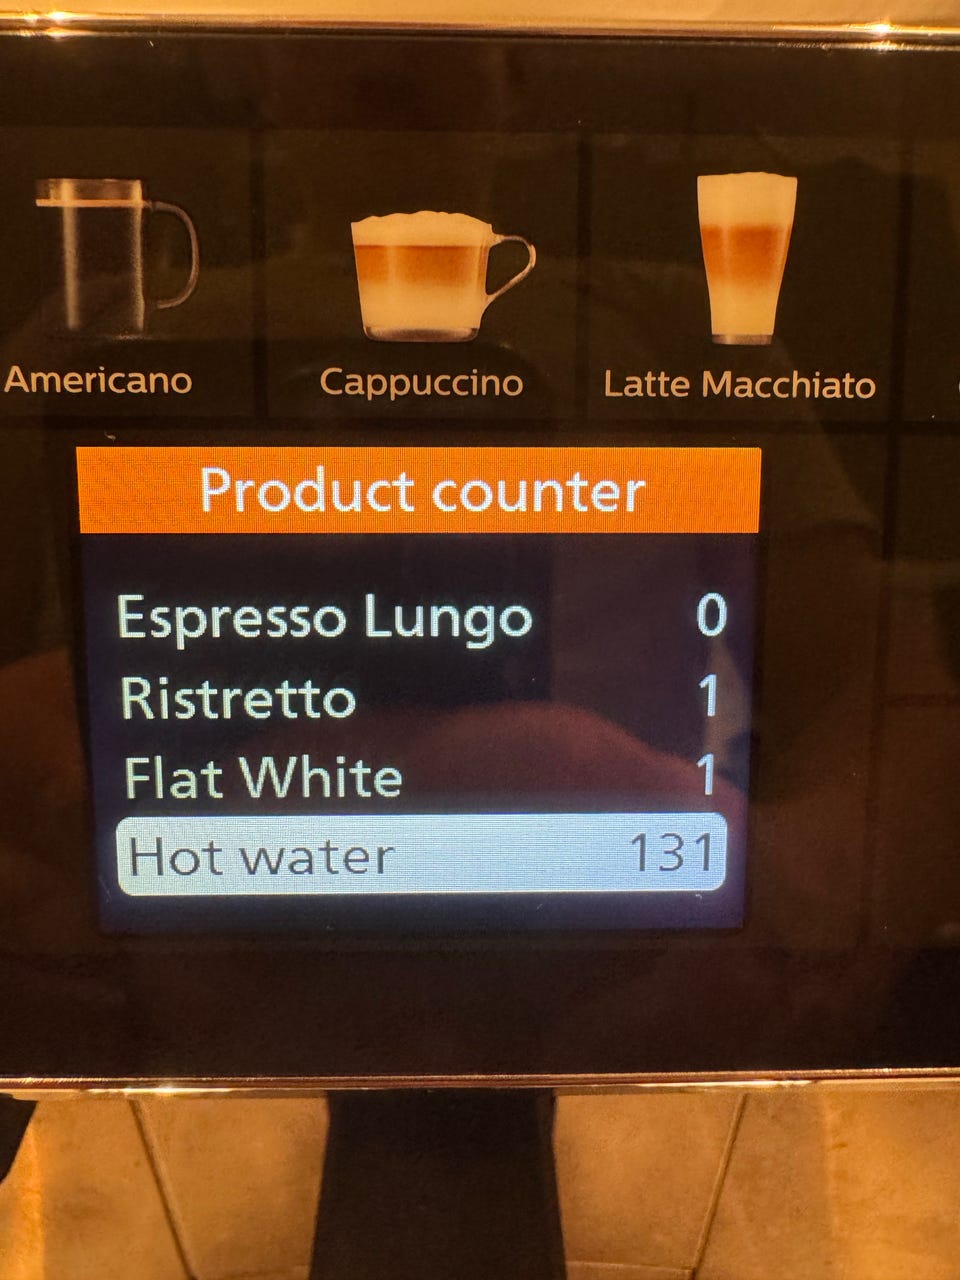 Americano Cappuccino Latte Macchiato
Product counter
Espresso Lungo 0
Ristretto 1
Flat White 1
Hot water 131